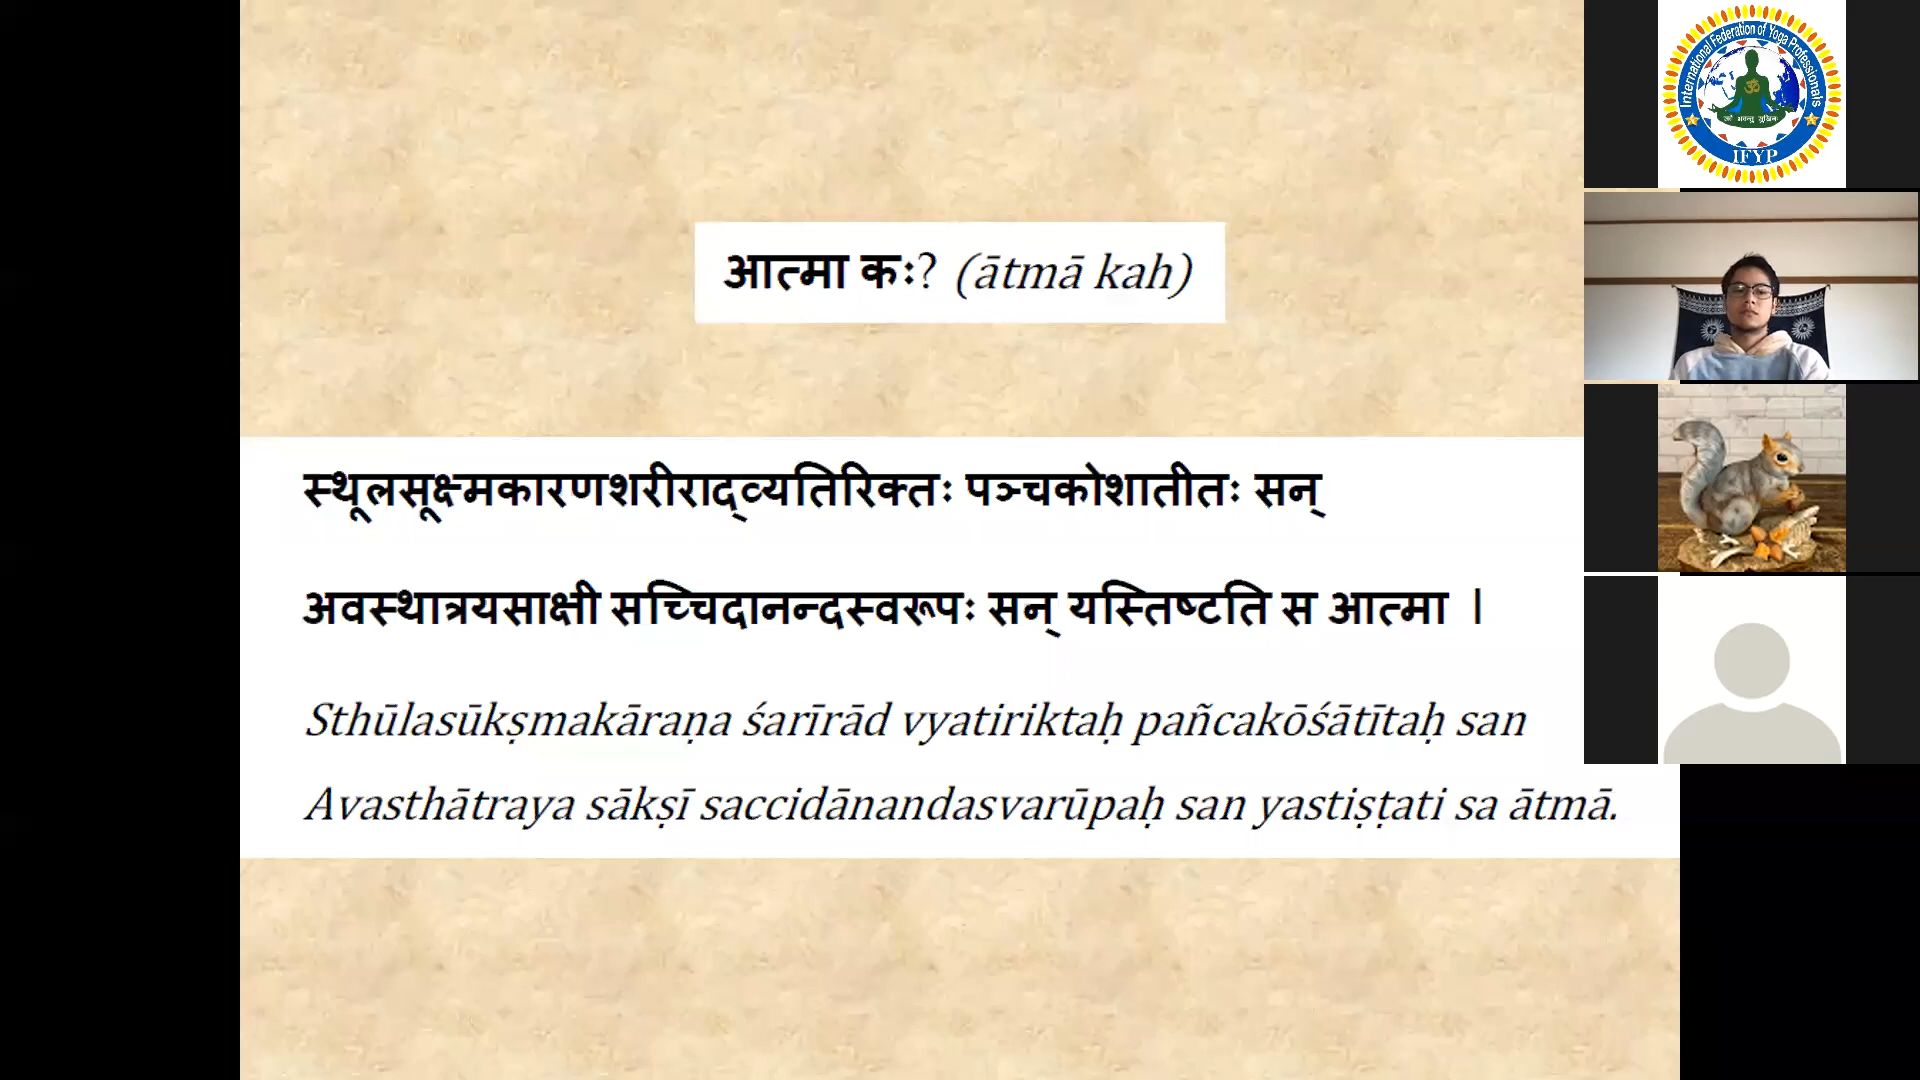 आत्मा कः? (ātmā kah)
स्थूलसूक्ष्मकारणशरीराद्व्यतिरिक्तः पञ्चकोशातीतः सन्
अवस्थात्रयसाक्षी सच्चिदानन्दस्वरूपः सन् यस्तिष्टति स आत्मा ।
Sthūlasūkṣmakāraṇa śarīrād vyatiriktaḥ pañcakōśātītaḥ san
Avasthātraya sākṣī saccidānandasvarūpaḥ san yastiṣṭati sa ātmā.
International Federation of Yoga Professionals
ॐ
भवन्तु सुखिनः
IFYP